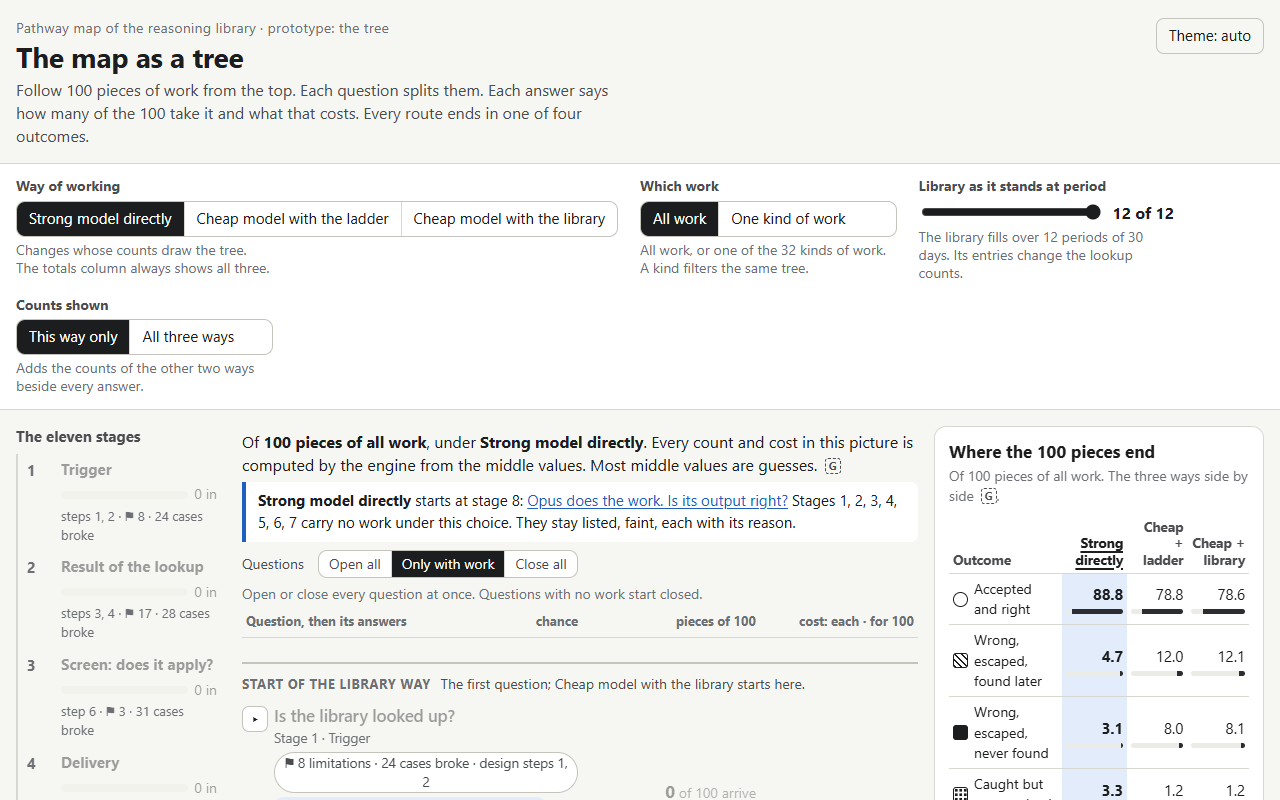 Pathway map of the reasoning library · prototype: the tree
The map as a tree
Follow 100 pieces of work from the top. Each question splits them. Each answer says
how many of the 100 take it and what that costs. Every route ends in one of four
outcomes.
Theme: auto
Way of working
Strong model directly
Cheap model with the ladder
Cheap model with the library
Changes whose counts draw the tree.
The totals column always shows all three.
Which work
All work
One kind of work
All work, or one of the 32 kinds of work.
A kind filters the same tree.
Library as it stands at period
12 of 12
The library fills over 12 periods of 30
days. Its entries change the lookup
counts.
Counts shown
This way only
All three ways
Adds the counts of the other two ways
beside every answer.
The eleven stages
1 Trigger
0 in
steps 1, 2 · ⚑ 8 · 24 cases
broke
2 Result of the lookup
0 in
steps 3, 4 · ⚑ 17 · 28 cases
broke
3 Screen: does it apply?
0 in
step 6 · ⚑ 3 · 31 cases
broke
4 Delivery
0 in
Of 100 pieces of all work, under Strong model directly. Every count and cost in this picture is
computed by the engine from the middle values. Most middle values are guesses. G
Strong model directly starts at stage 8: Opus does the work. Is its output right? Stages 1, 2, 3, 4,
5, 6, 7 carry no work under this choice. They stay listed, faint, each with its reason.
Questions
Open all
Only with work
Close all
Open or close every question at once. Questions with no work start closed.
Question, then its answers
chance
pieces of 100
cost: each · for 100
START OF THE LIBRARY WAY The first question; Cheap model with the library starts here.
Is the library looked up?
Stage 1 · Trigger
⚑ 8 limitations · 24 cases broke · design steps 1,
2
0 of 100 arrive
Where the 100 pieces end
Of 100 pieces of all work. The three ways side by
side G.
Outcome
Strong
directly
Cheap
+
ladder
Cheap +
library
Accepted
and right
88.8
78.8
78.6
Wrong,
escaped,
found later
4.7
12.0
12.1
Wrong,
escaped,
never found
3.1
8.0
8.1
Caught but
3.3
1.2
1.2